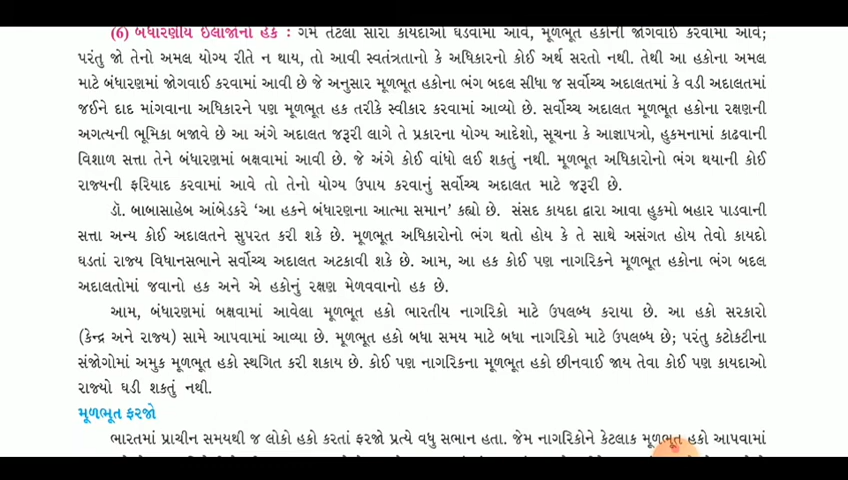 (6) બંધારણીય ઇલાજોનો હક : ગમે તેટલા સારા કાયદાઓ ઘડવામાં આવે, મૂળભૂત હકોની જોગવાઈ કરવામાં આવે;
પરંતુ જો તેનો અમલ યોગ્ય રીતે ન થાય, તો આવી સ્વતંત્રતાનો કે અધિકારનો કોઈ અર્થ સરતો નથી. તેથી આ હકોના અમલ
માટે બંધારણમાં જોગવાઈ કરવામાં આવી છે જે અનુસાર મૂળભૂત હકોના ભંગ બદલ સીધા જ સર્વોચ્ચ અદાલતમાં કે વડી અદાલતમાં
જઈને દાદ માંગવાના અધિકારને પણ મૂળભૂત હક તરીકે સ્વીકાર કરવામાં આવ્યો છે. સર્વોચ્ચ અદાલત મૂળભૂત હકોના રક્ષણની
અગત્યની ભૂમિકા બજાવે છે આ અંગે અદાલત જરૂરી લાગે તે પ્રકારના યોગ્ય આદેશો, સૂચના કે આજ્ઞાપત્રો, હુકમનામાં કાઢવાની
વિશાળ સત્તા તેને બંધારણમાં બક્ષવામાં આવી છે. જે અંગે કોઈ વાંધો લઈ શકતું નથી. મૂળભૂત અધિકારોનો ભંગ થયાની કોઈ
રાજ્યની ફરિયાદ કરવામાં આવે તો તેનો યોગ્ય ઉપાય કરવાનું સર્વોચ્ચ અદાલત માટે જરૂરી છે.
ડૉ. બાબાસાહેબ આંબેડકરે ‘આ હકને બંધારણના આત્મા સમાન’ કહ્યો છે. સંસદ કાયદા દ્વારા આવા હુકમો બહાર પાડવાની
સત્તા અન્ય કોઈ અદાલતને સુપરત કરી શકે છે. મૂળભૂત અધિકારોનો ભંગ થતો હોય કે તે સાથે અસંગત હોય તેવો કાયદો
ઘડતાં રાજ્ય વિધાનસભાને સર્વોચ્ચ અદાલત અટકાવી શકે છે. આમ, આ હક કોઈ પણ નાગરિકને મૂળભૂત હકોના ભંગ બદલ
અદાલતોમાં જવાનો હક અને એ હકોનું રક્ષણ મેળવવાનો હક છે.
આમ, બંધારણમાં બક્ષવામાં આવેલા મૂળભૂત હકો ભારતીય નાગરિકો માટે ઉપલબ્ધ કરાયા છે. આ હકો સરકારો
(કેન્દ્ર અને રાજ્ય) સામે આપવામાં આવ્યા છે. મૂળભૂત હકો બધા સમય માટે બધા નાગરિકો માટે ઉપલબ્ધ છે; પરંતુ કટોકટીના
સંજોગોમાં અમુક મૂળભૂત હકો સ્થગિત કરી શકાય છે. કોઈ પણ નાગરિકના મૂળભૂત હકો છીનવાઈ જાય તેવા કોઈ પણ કાયદાઓ
રાજ્યો ઘડી શકતું નથી.
મૂળભૂત ફરજો
ભારતમાં પ્રાચીન સમયથી જ લોકો હકો કરતાં ફરજો પ્રત્યે વધુ સભાન હતા. જેમ નાગરિકોને કેટલાક મૂળભૂત હકો આપવામાં